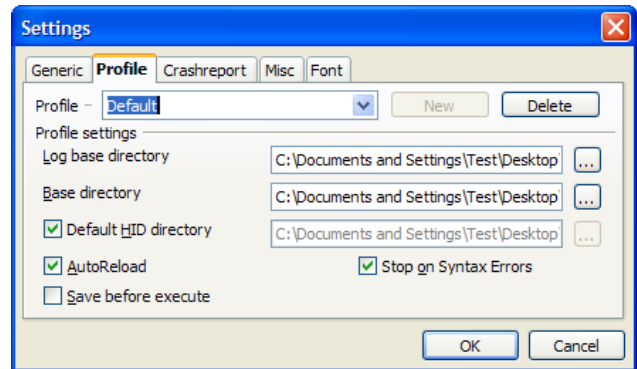 Settings
Generic Profile Crashreport Misc Font
Profile Default New Delete
Profile settings
Log base directory C:\Documents and Settings\Test\Desktop\ ...
Base directory C:\Documents and Settings\Test\Desktop\ ...
Default HID directory C:\Documents and Settings\Test\Desktop\ ...
AutoReload Stop on Syntax Errors
Save before execute
OK Cancel